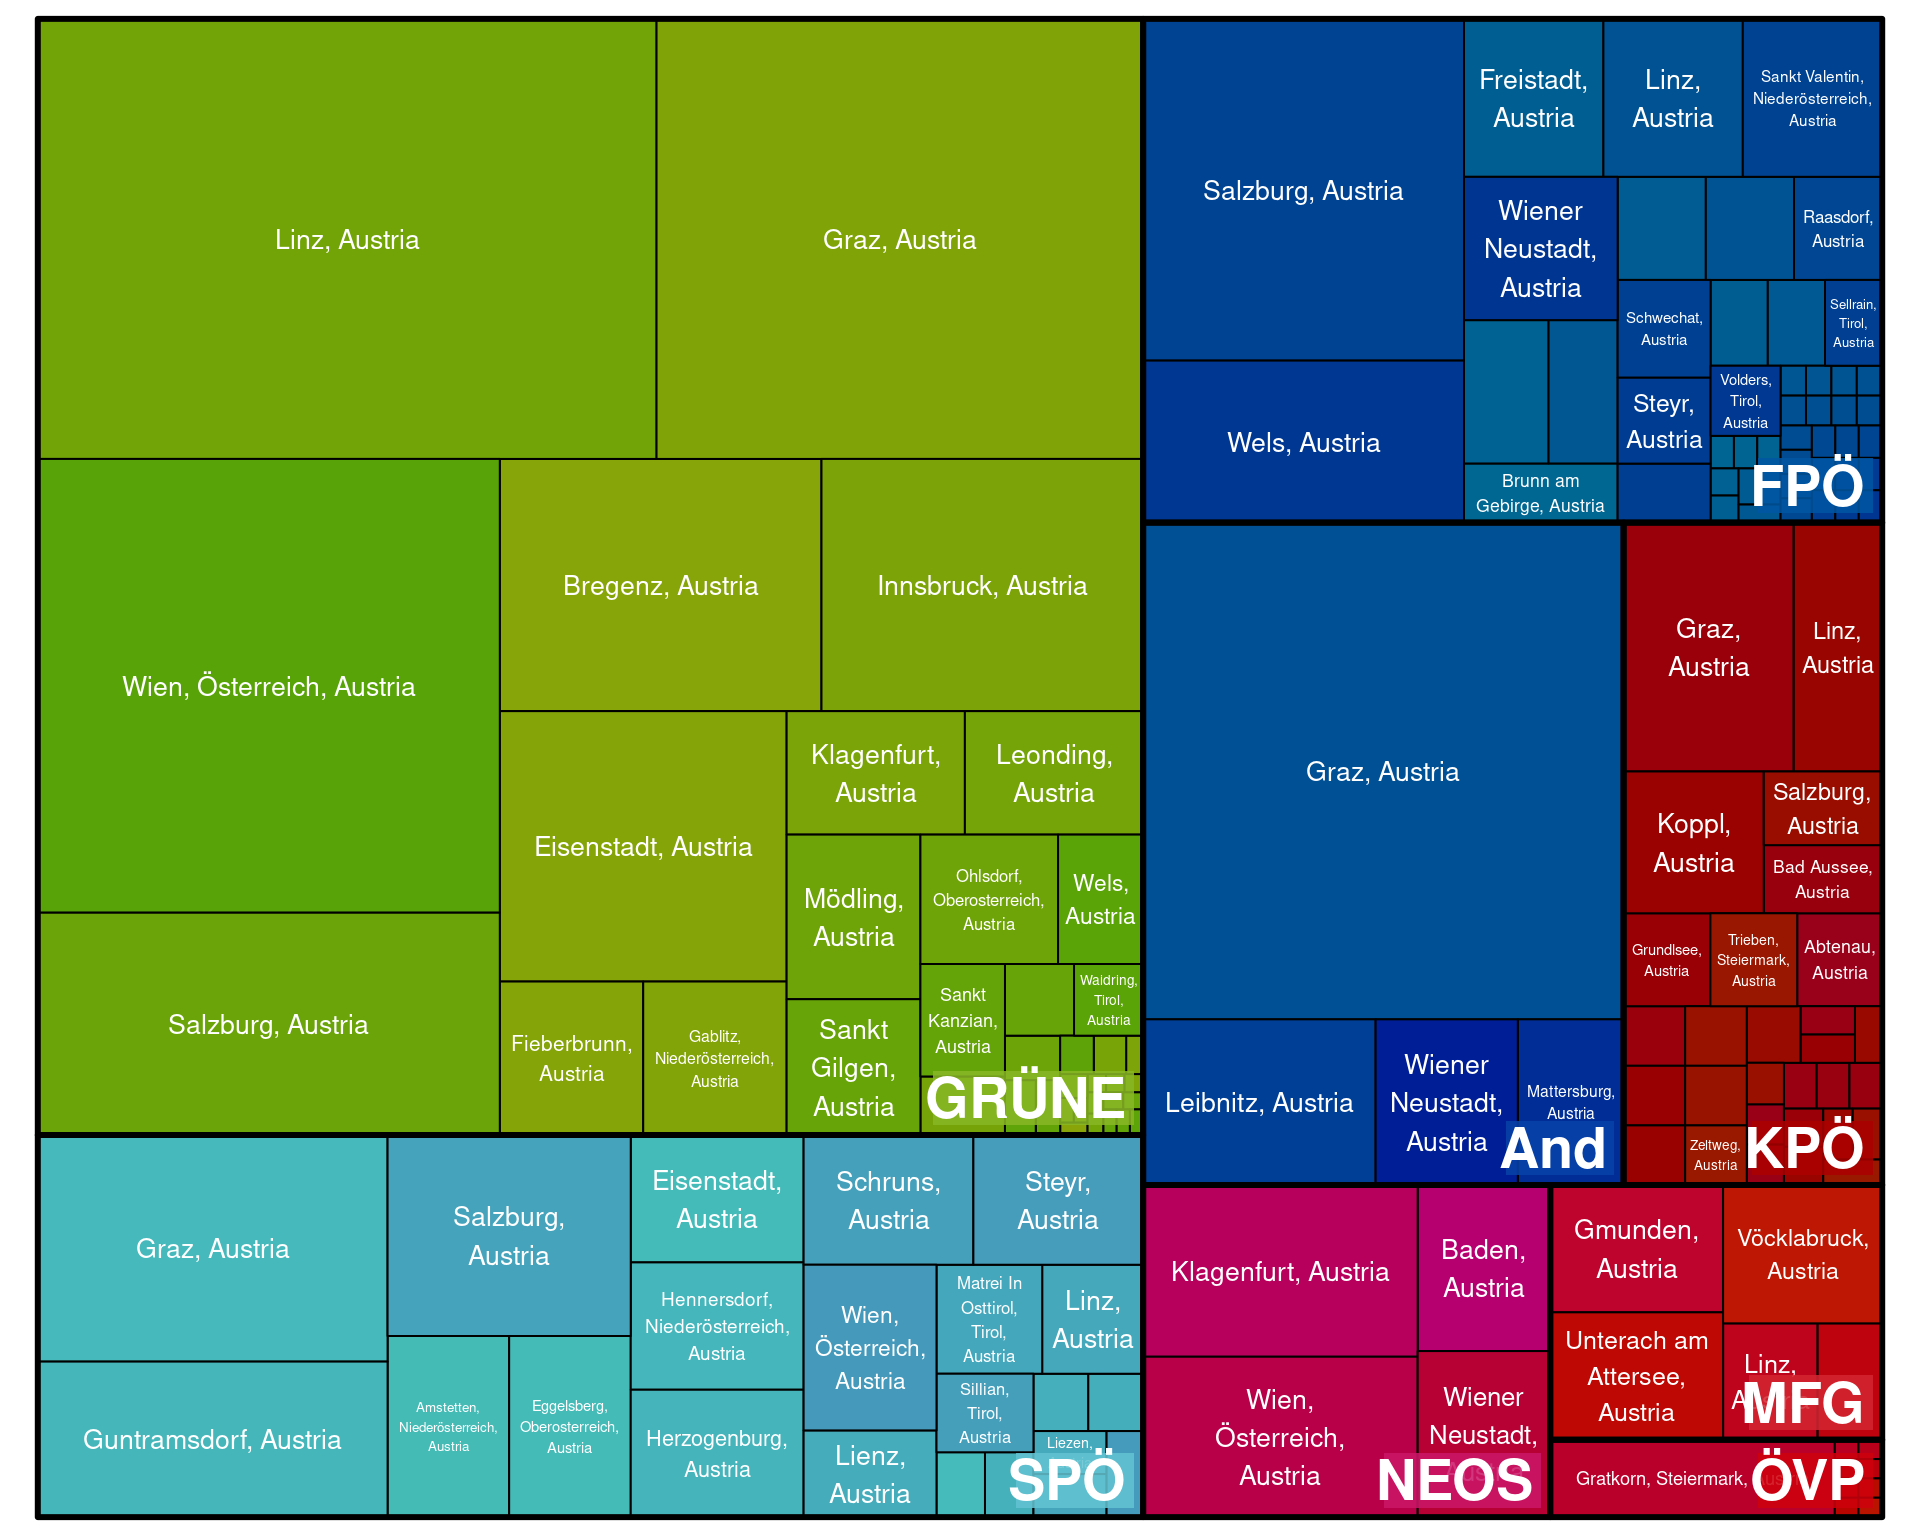 Linz, Austria
Graz, Austria
Wien, Österreich, Austria
Bregenz, Austria
Innsbruck, Austria
Salzburg, Austria
Eisenstadt, Austria
Klagenfurt,
Austria
Leonding,
Austria
Mödling,
Austria
Ohlsdorf,
Oberosterreich,
Austria
Wels,
Austria
Fieberbrunn,
Austria
Gablitz,
Niederösterreich,
Austria
Sankt
Gilgen,
Austria
Sankt
Kanzian,
Austria
Waidring,
Tirol,
Austria
GRÜNE
Salzburg, Austria
Wels, Austria
Freistadt,
Austria
Linz,
Austria
Sankt Valentin,
Niederösterreich,
Austria
Wiener
Neustadt,
Austria
Raasdorf,
Austria
Schwechat,
Austria
Sellrain,
Tirol,
Austria
Steyr,
Austria
Volders,
Tirol,
Austria
Brunn am
Gebirge, Austria
FPÖ
Graz, Austria
Leibnitz, Austria
Wiener
Neustadt,
Austria
Mattersburg,
Austria
And
Graz,
Austria
Linz,
Austria
Koppl,
Austria
Salzburg,
Austria
Bad Aussee,
Austria
Grundlsee,
Austria
Trieben,
Steiermark,
Austria
Abtenau,
Austria
Zeltweg,
Austria
KPÖ
Graz, Austria
Guntramsdorf, Austria
Salzburg,
Austria
Amstetten,
Niederösterreich,
Austria
Eggelsberg,
Oberosterreich,
Austria
Eisenstadt,
Austria
Hennersdorf,
Niederösterreich,
Austria
Herzogenburg,
Austria
Schruns,
Austria
Steyr,
Austria
Wien,
Österreich,
Austria
Matrei In
Osttirol,
Tirol,
Austria
Linz,
Austria
Sillian,
Tirol,
Austria
Lienz,
Austria
Liezen,
SPÖ
Klagenfurt, Austria
Wien,
Österreich,
Austria
Baden,
Austria
Wiener
Neustadt,
Austria
NEOS
Gmunden,
Austria
Vöcklabruck,
Austria
Unterach am
Attersee,
Austria
Linz,
MFG
Gratkorn, Steiermark,
ÖVP